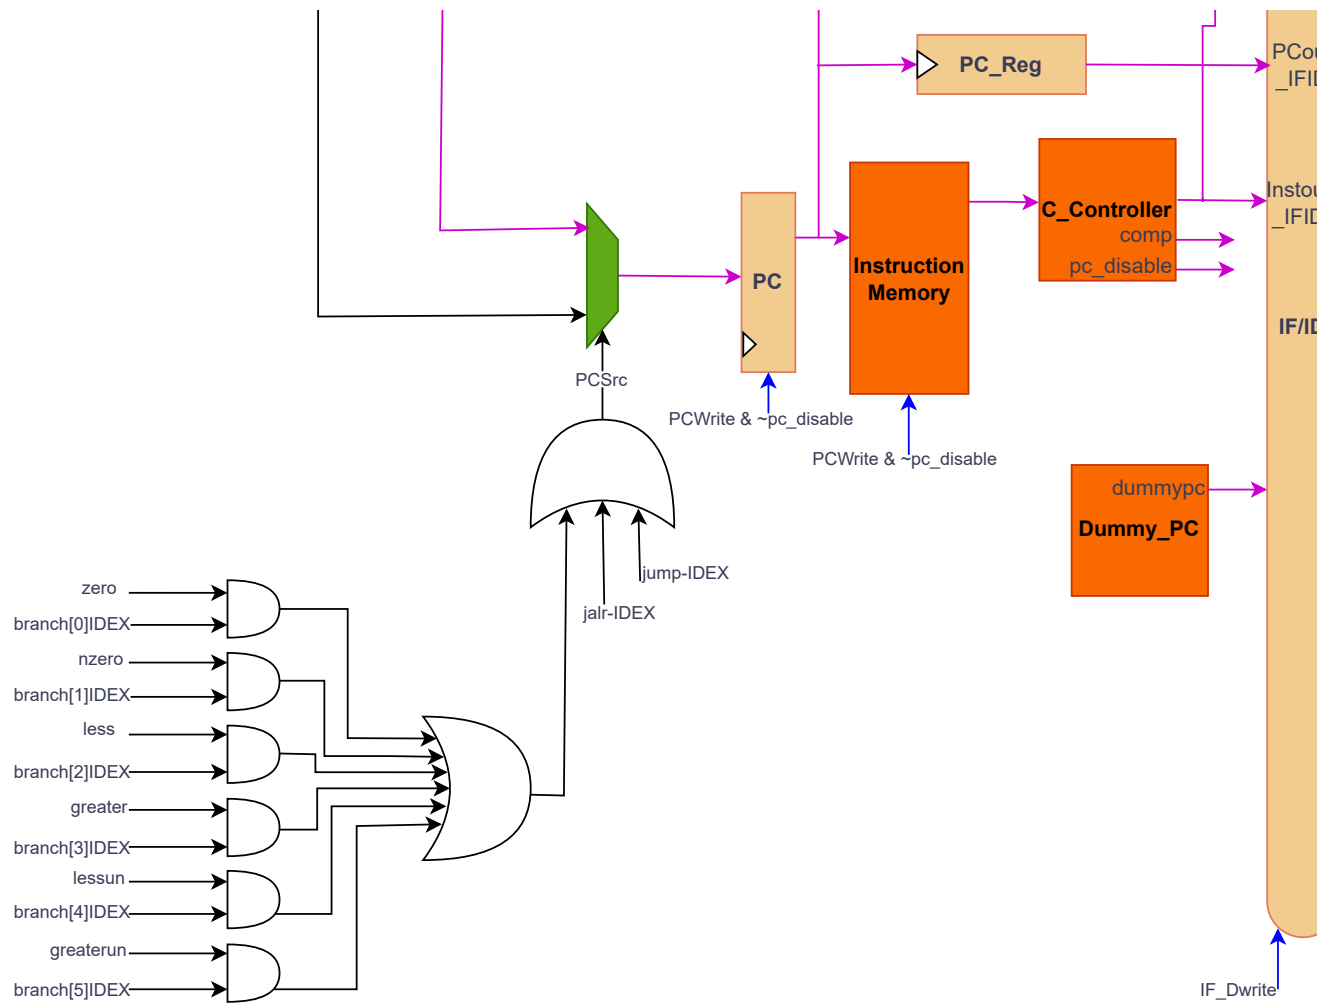 PC_Reg
PCou
_IFID
C_Controller
comp
pc_disable
Instou
_IFID
Instruction
Memory
PC
IF/ID
PCSrc
PCWrite & ~pc_disable
PCWrite & ~pc_disable
dummypc
Dummy_PC
jump-IDEX
jalr-IDEX
zero
branch[0]IDEX
nzero
branch[1]IDEX
less
branch[2]IDEX
greater
branch[3]IDEX
lessun
branch[4]IDEX
greaterun
branch[5]IDEX
IF_Dwrite